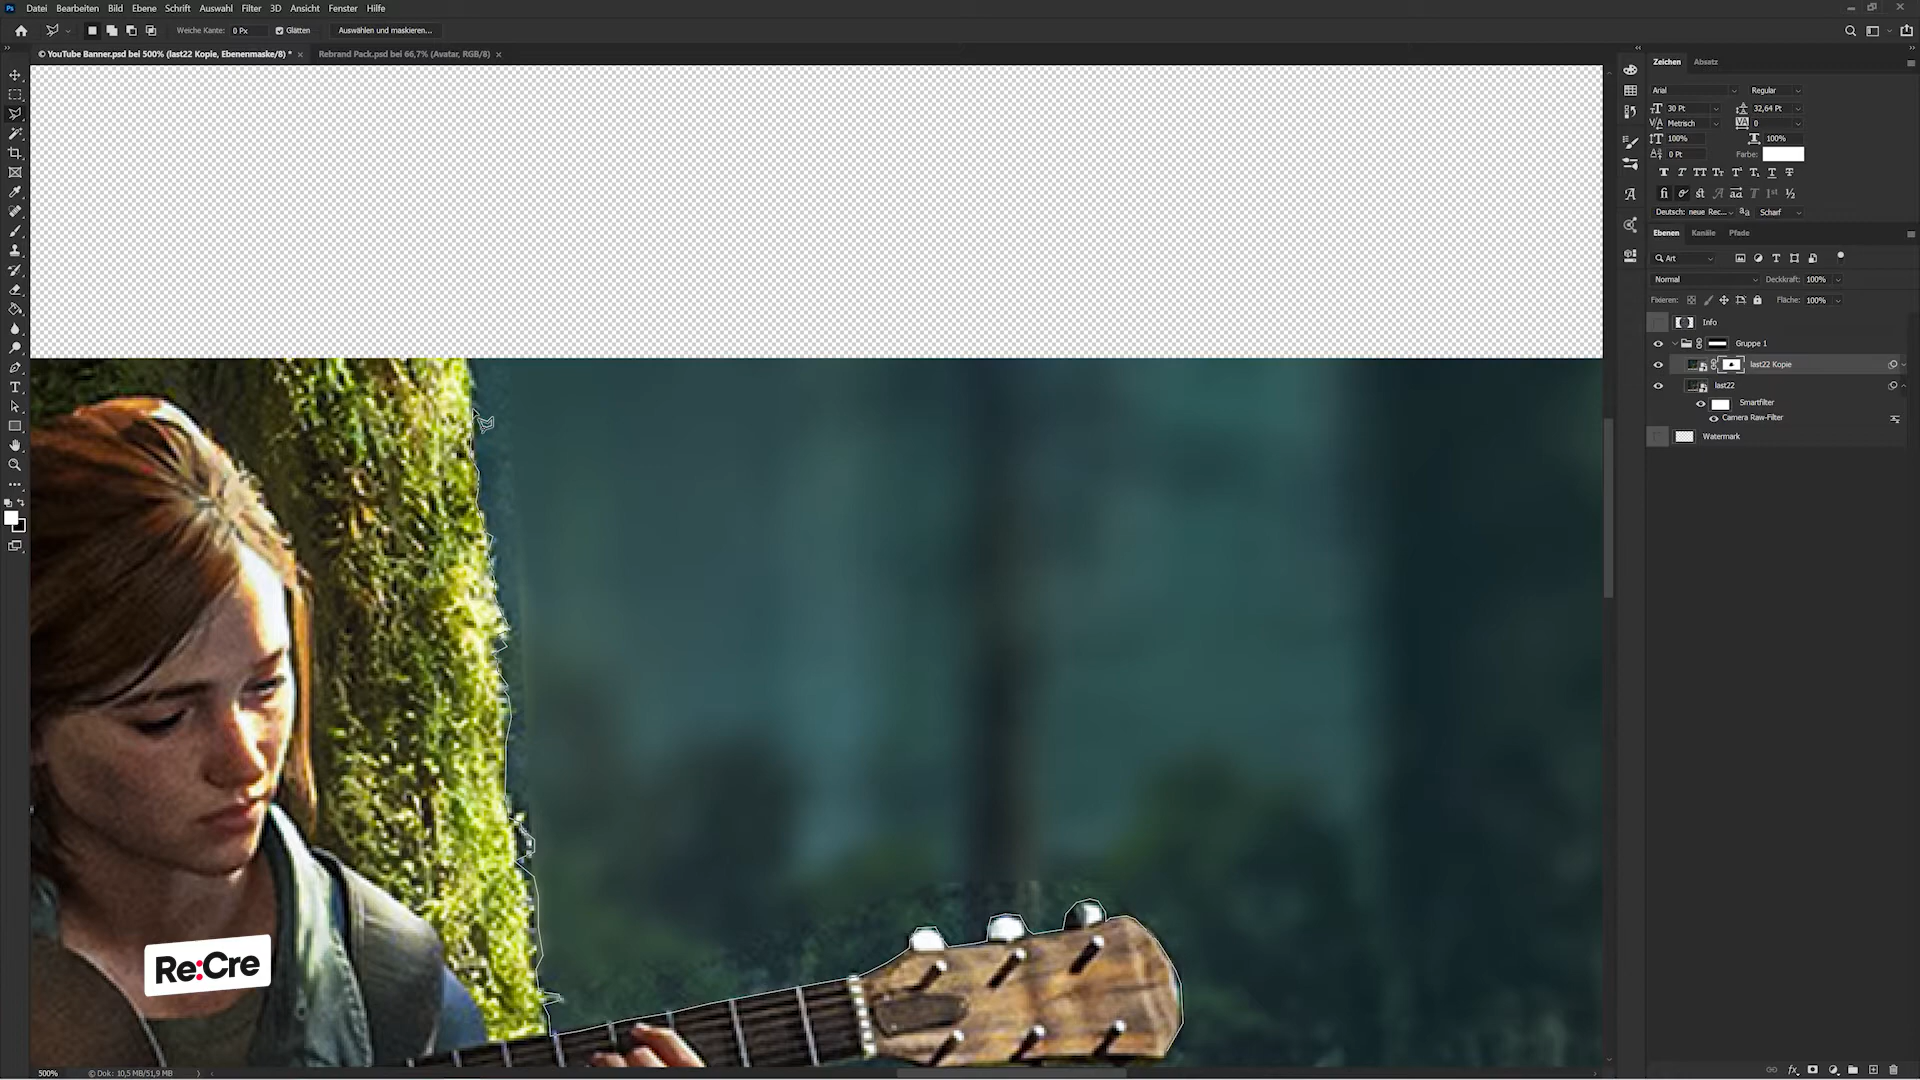 Ps Datei Bearbeiten Bild Ebene Schrift Auswahl Filter 3D Ansicht Fenster Hilfe
Weiche Kante: 0 Px Glätten Auswählen und maskieren...
© YouTube Banner.psd bei 500% (last22 Kopie, Ebenenmaske/8) * × Rebrand Pack.psd bei 66,7% (Avatar, RGB/8) ×
Zeichen Absatz
Arial Regular
30 Pt 32,64 Pt
Metrisch 0
100% 100%
0 Pt Farbe:
Deutsch: neue Rec... Scharf
Ebenen Kanäle Pfade
Art
Normal Deckkraft: 100%
Fixieren: Fläche: 100%
Info
Gruppe 1
last22 Kopie
last22
Smartfilter
Camera Raw-Filter
Watermark
Re:Cre
500% © Dok: 10,5 MB/51,9 MB